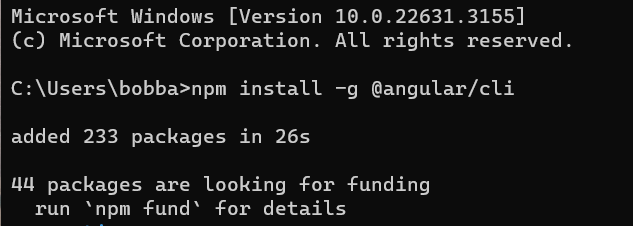 Microsoft Windows [Version 10.0.22631.3155]
(c) Microsoft Corporation. All rights reserved.
C:\Users\bobba>npm install -g @angular/cli
added 233 packages in 26s
44 packages are looking for funding
run `npm fund` for details